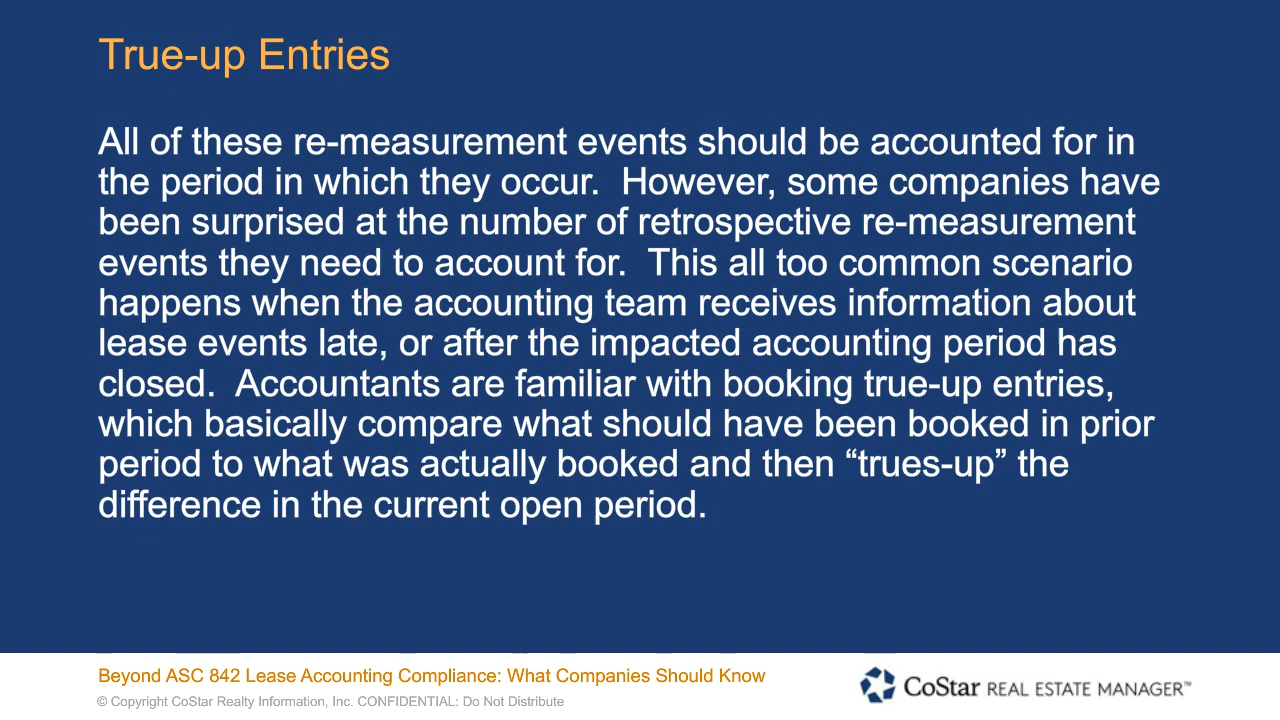 True-up Entries
All of these re-measurement events should be accounted for in
the period in which they occur.  However, some companies have
been surprised at the number of retrospective re-measurement
events they need to account for.  This all too common scenario
happens when the accounting team receives information about
lease events late, or after the impacted accounting period has
closed.  Accountants are familiar with booking true-up entries,
which basically compare what should have been booked in prior
period to what was actually booked and then “trues-up” the
difference in the current open period.
Beyond ASC 842 Lease Accounting Compliance: What Companies Should Know
© Copyright CoStar Realty Information, Inc. CONFIDENTIAL: Do Not Distribute
CoStar REAL ESTATE MANAGER™